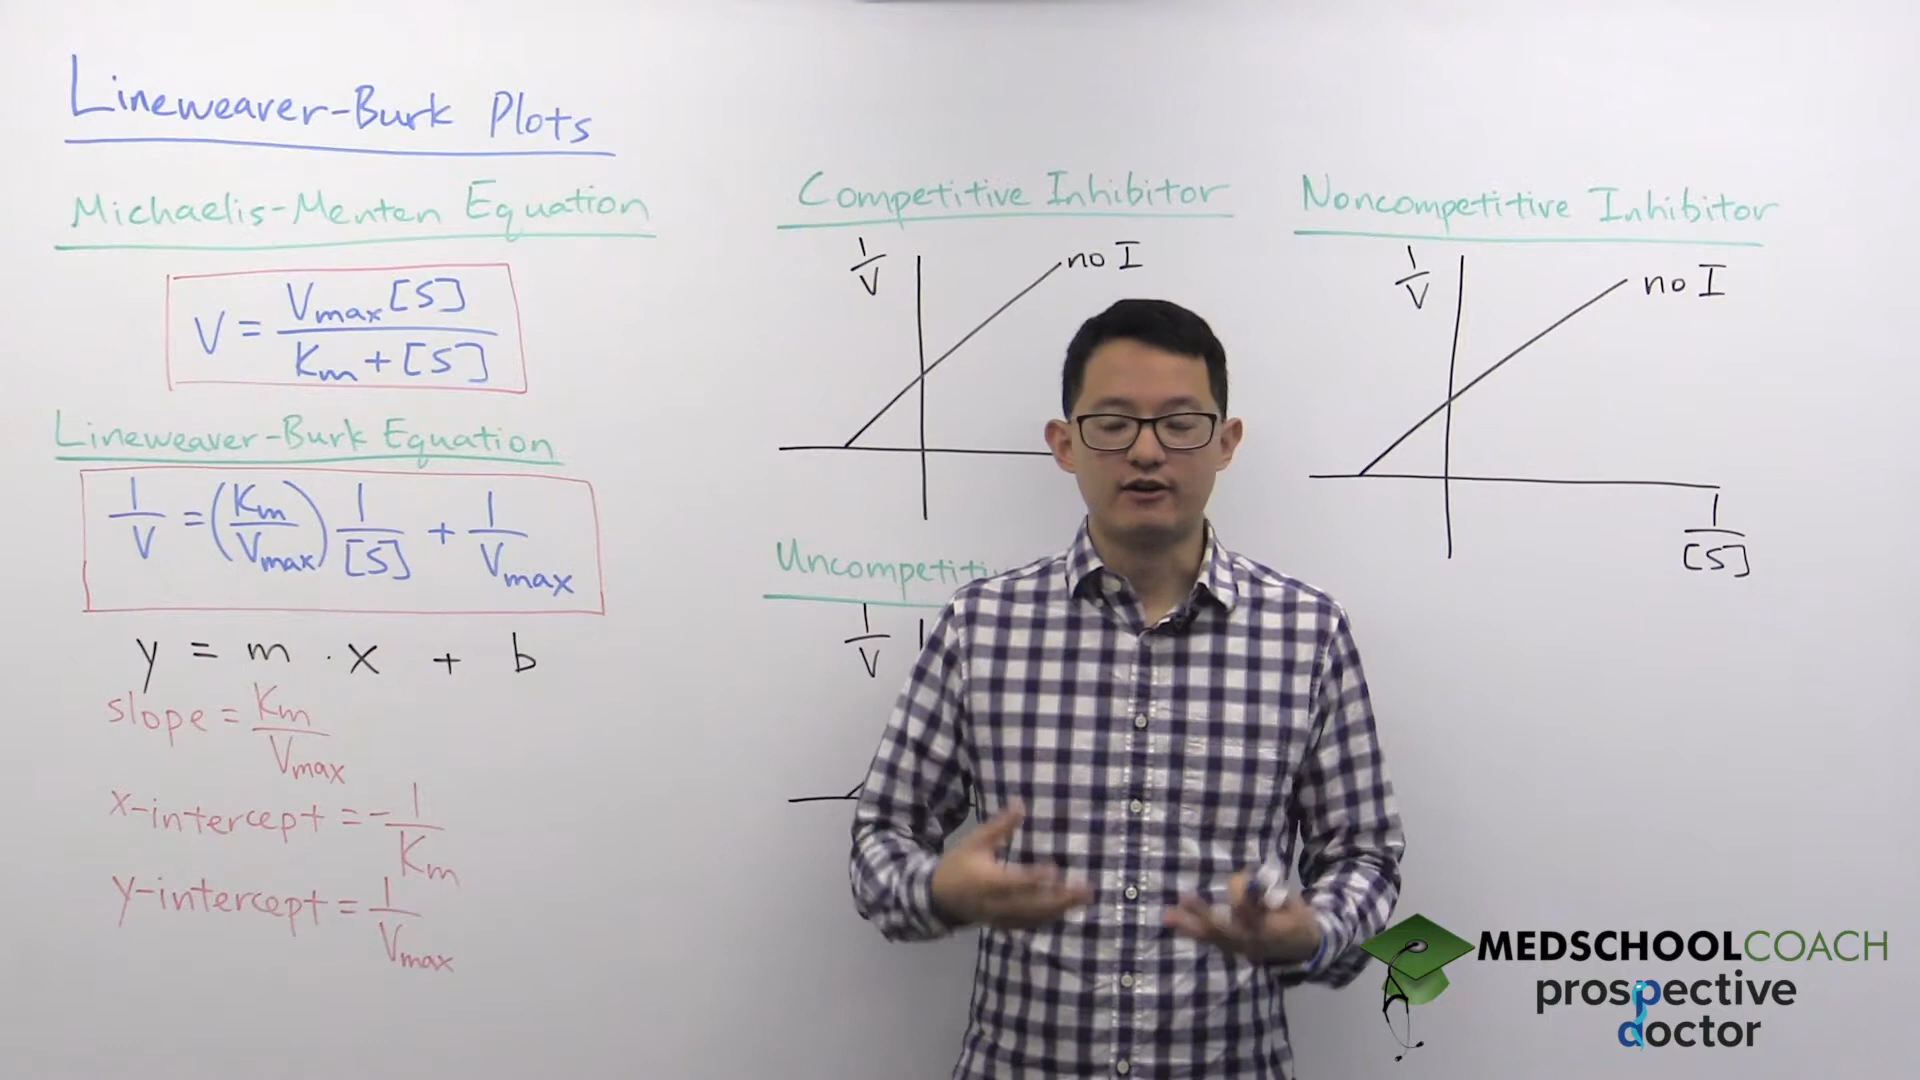 Lineweaver-Burk Plots
Michaelis-Menten Equation
V = Vmax[S] / Km + [S]
Lineweaver-Burk Equation
1/V = (Km/Vmax) 1/[S] + 1/Vmax
y = m · x + b
slope = Km/Vmax
x-intercept = -1/Km
y-intercept = 1/Vmax
Competitive Inhibitor
1/V
no I
Noncompetitive Inhibitor
1/V
no I
1/[S]
1/V
MEDSCHOOLCOACH
prospective
doctor